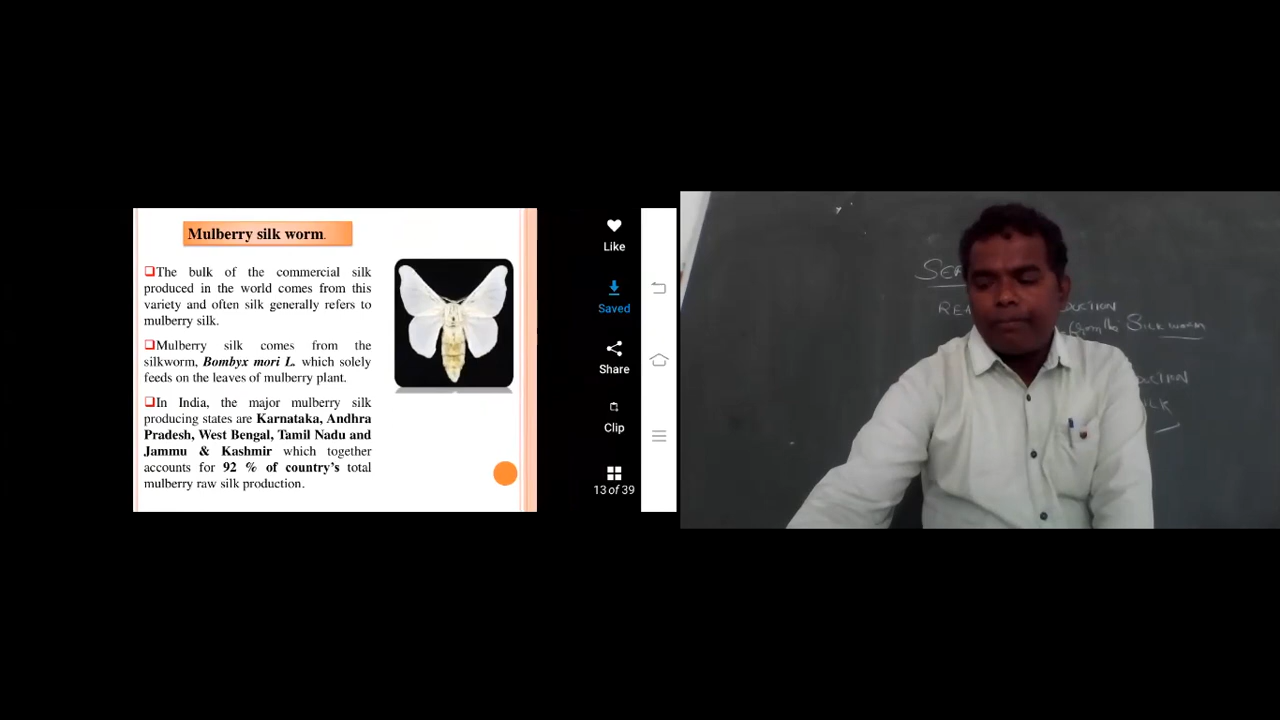 Mulberry silk worm.
The bulk of the commercial silk
produced in the world comes from this
variety and often silk generally refers to
mulberry silk.
Mulberry silk comes from the
silkworm, Bombyx mori L. which solely
feeds on the leaves of mulberry plant.
In India, the major mulberry silk
producing states are Karnataka, Andhra
Pradesh, West Bengal, Tamil Nadu and
Jammu & Kashmir which together
accounts for 92 % of country's total
mulberry raw silk production.
Like
Saved
Share
Clip
13 of 39
from the Silk worm